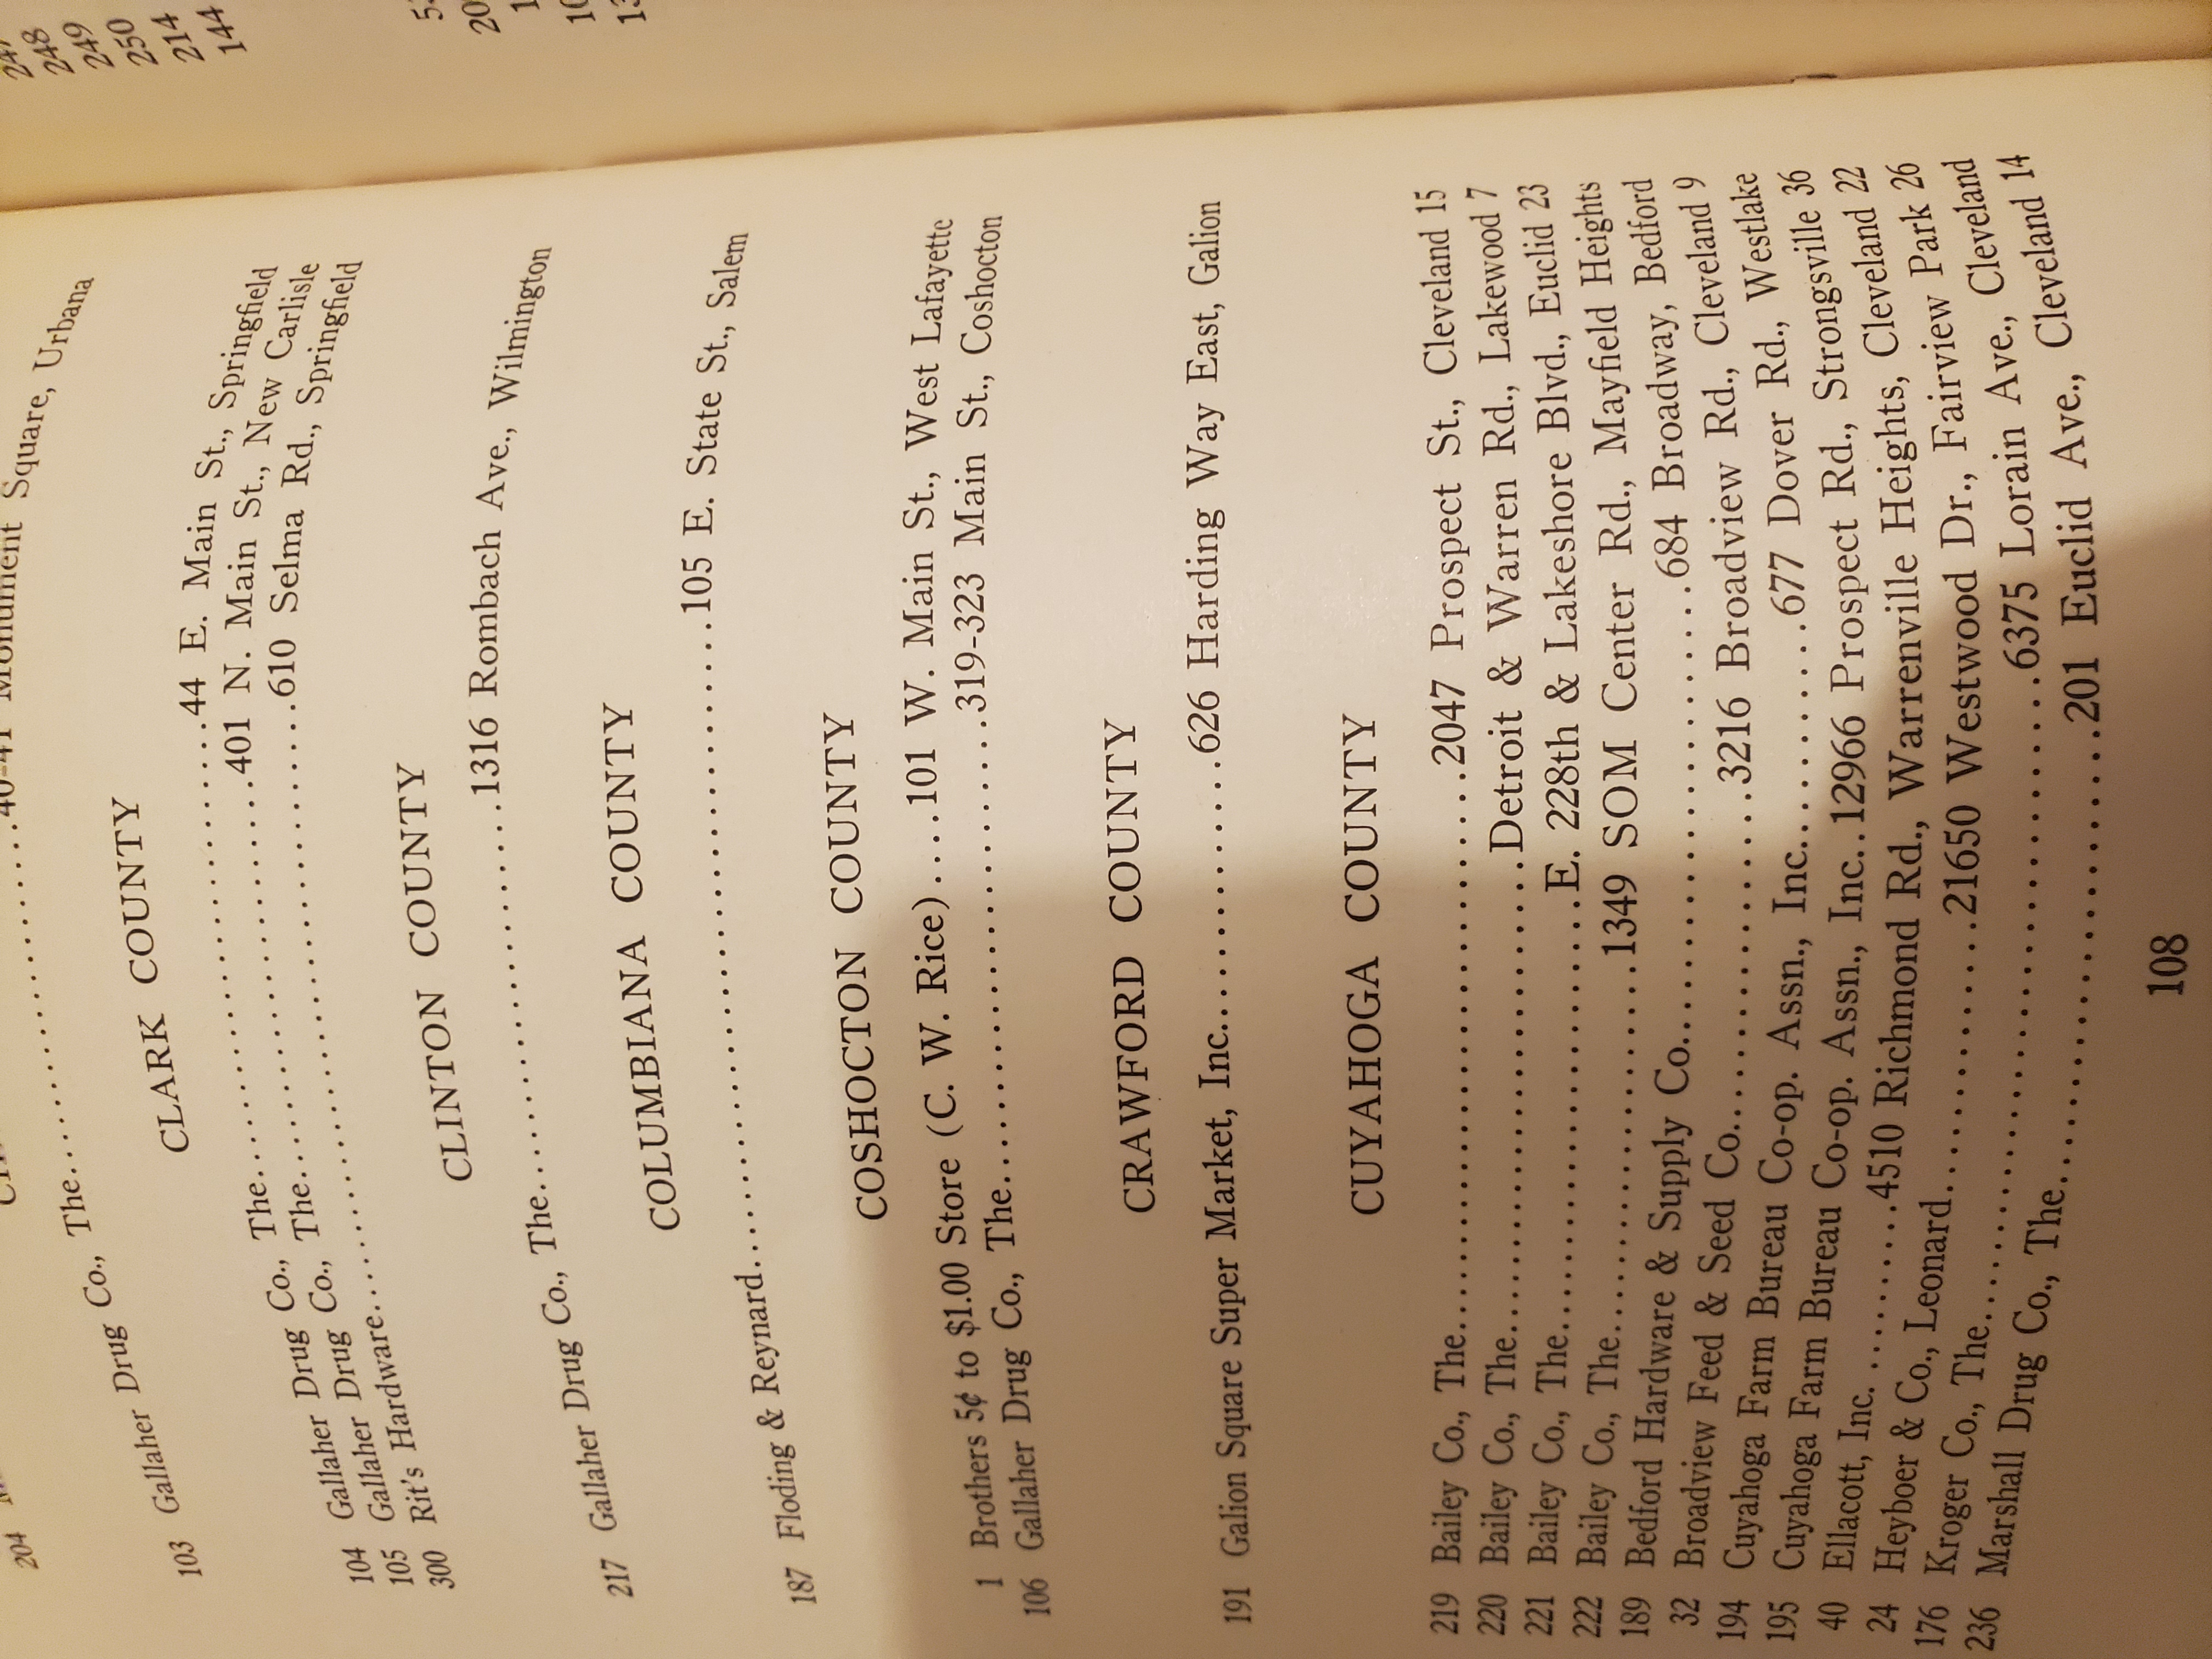 204
103 Gallaher Drug Co., The....................40-41 Monument Square, Urbana
CLARK COUNTY
104 Gallaher Drug Co., The....................44 E. Main St., Springfield
105 Gallaher Drug Co., The....................401 N. Main St., New Carlisle
300 Rit's Hardware....................610 Selma Rd., Springfield
CLINTON COUNTY
217 Gallaher Drug Co., The....................1316 Rombach Ave., Wilmington
COLUMBIANA COUNTY
187 Floding & Reynard....................105 E. State St., Salem
COSHOCTON COUNTY
1 Brothers 5¢ to $1.00 Store (C. W. Rice).....101 W. Main St., West Lafayette
106 Gallaher Drug Co., The....................319-323 Main St., Coshocton
CRAWFORD COUNTY
191 Galion Square Super Market, Inc...............626 Harding Way East, Galion
CUYAHOGA COUNTY
219 Bailey Co., The....................2047 Prospect St., Cleveland 15
220 Bailey Co., The....................Detroit & Warren Rd., Lakewood 7
221 Bailey Co., The....................E. 228th & Lakeshore Blvd., Euclid 23
222 Bailey Co., The....................1349 SOM Center Rd., Mayfield Heights
189 Bedford Hardware & Supply Co....................684 Broadway, Bedford
32 Broadview Feed & Seed Co....................3216 Broadview Rd., Cleveland 9
194 Cuyahoga Farm Bureau Co-op. Assn., Inc............677 Dover Rd., Westlake
195 Cuyahoga Farm Bureau Co-op. Assn., Inc...12966 Prospect Rd., Strongsville 36
40 Ellacott, Inc. ..........4510 Richmond Rd., Warrenville Heights, Cleveland 22
24 Heyboer & Co., Leonard..............21650 Westwood Dr., Fairview Park 26
176 Kroger Co., The....................6375 Lorain Ave., Cleveland
236 Marshall Drug Co., The....................201 Euclid Ave., Cleveland 14
108
248
249
250
214
144